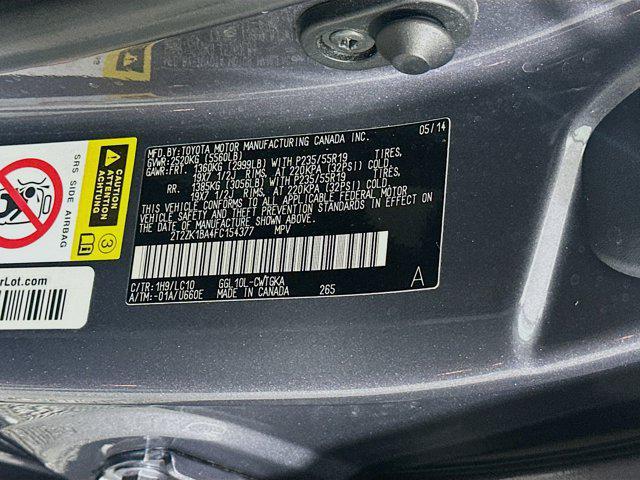 MFD.BY:TOYOTA MOTOR MANUFACTURING CANADA INC. 05/14
GVWR:2520KG (5560LB)
GAWR:FRT. 1360KG (2999LB) WITH P235/55R19 TIRES,
19X7 1/2J RIMS, AT 220KPA (32PSI) COLD.
RR. 1385KG (3056LB) WITH P235/55R19 TIRES,
19X7 1/2J RIMS, AT 220KPA (32PSI) COLD.
THIS VEHICLE CONFORMS TO ALL APPLICABLE FEDERAL MOTOR
VEHICLE SAFETY AND THEFT PREVENTION STANDARDS IN EFFECT ON
THE DATE OF MANUFACTURE SHOWN ABOVE.
2T2ZK1BA4FC154377 MPV
C/TR: 1H9/LC10 GGL10L-CWTGKA
A/TM:-01A/U660E MADE IN CANADA 265 A
SRS SIDE AIRBAG
CAUTION
ATTENTION
ACHTUNG
3
rLot.com